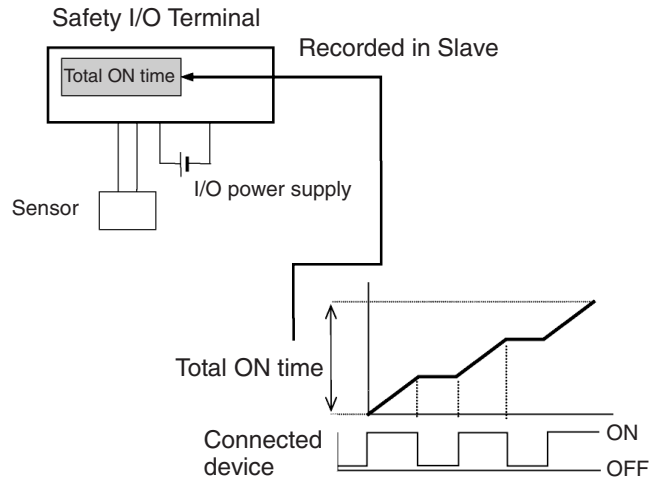 Safety I/O Terminal
Recorded in Slave
Total ON time
I/O power supply
Sensor
Total ON time
Connected
device
ON
OFF